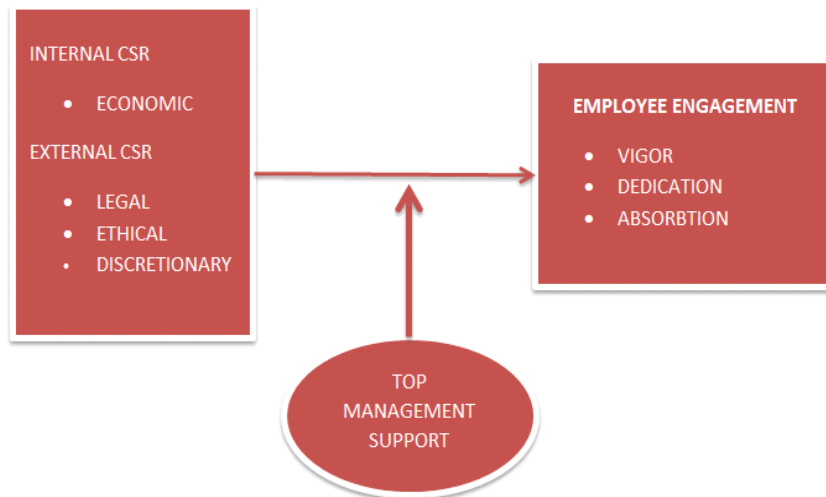 INTERNAL CSR
• ECONOMIC
EXTERNAL CSR
• LEGAL
• ETHICAL
• DISCRETIONARY
EMPLOYEE ENGAGEMENT
• VIGOR
• DEDICATION
• ABSORBTION
TOP
MANAGEMENT
SUPPORT